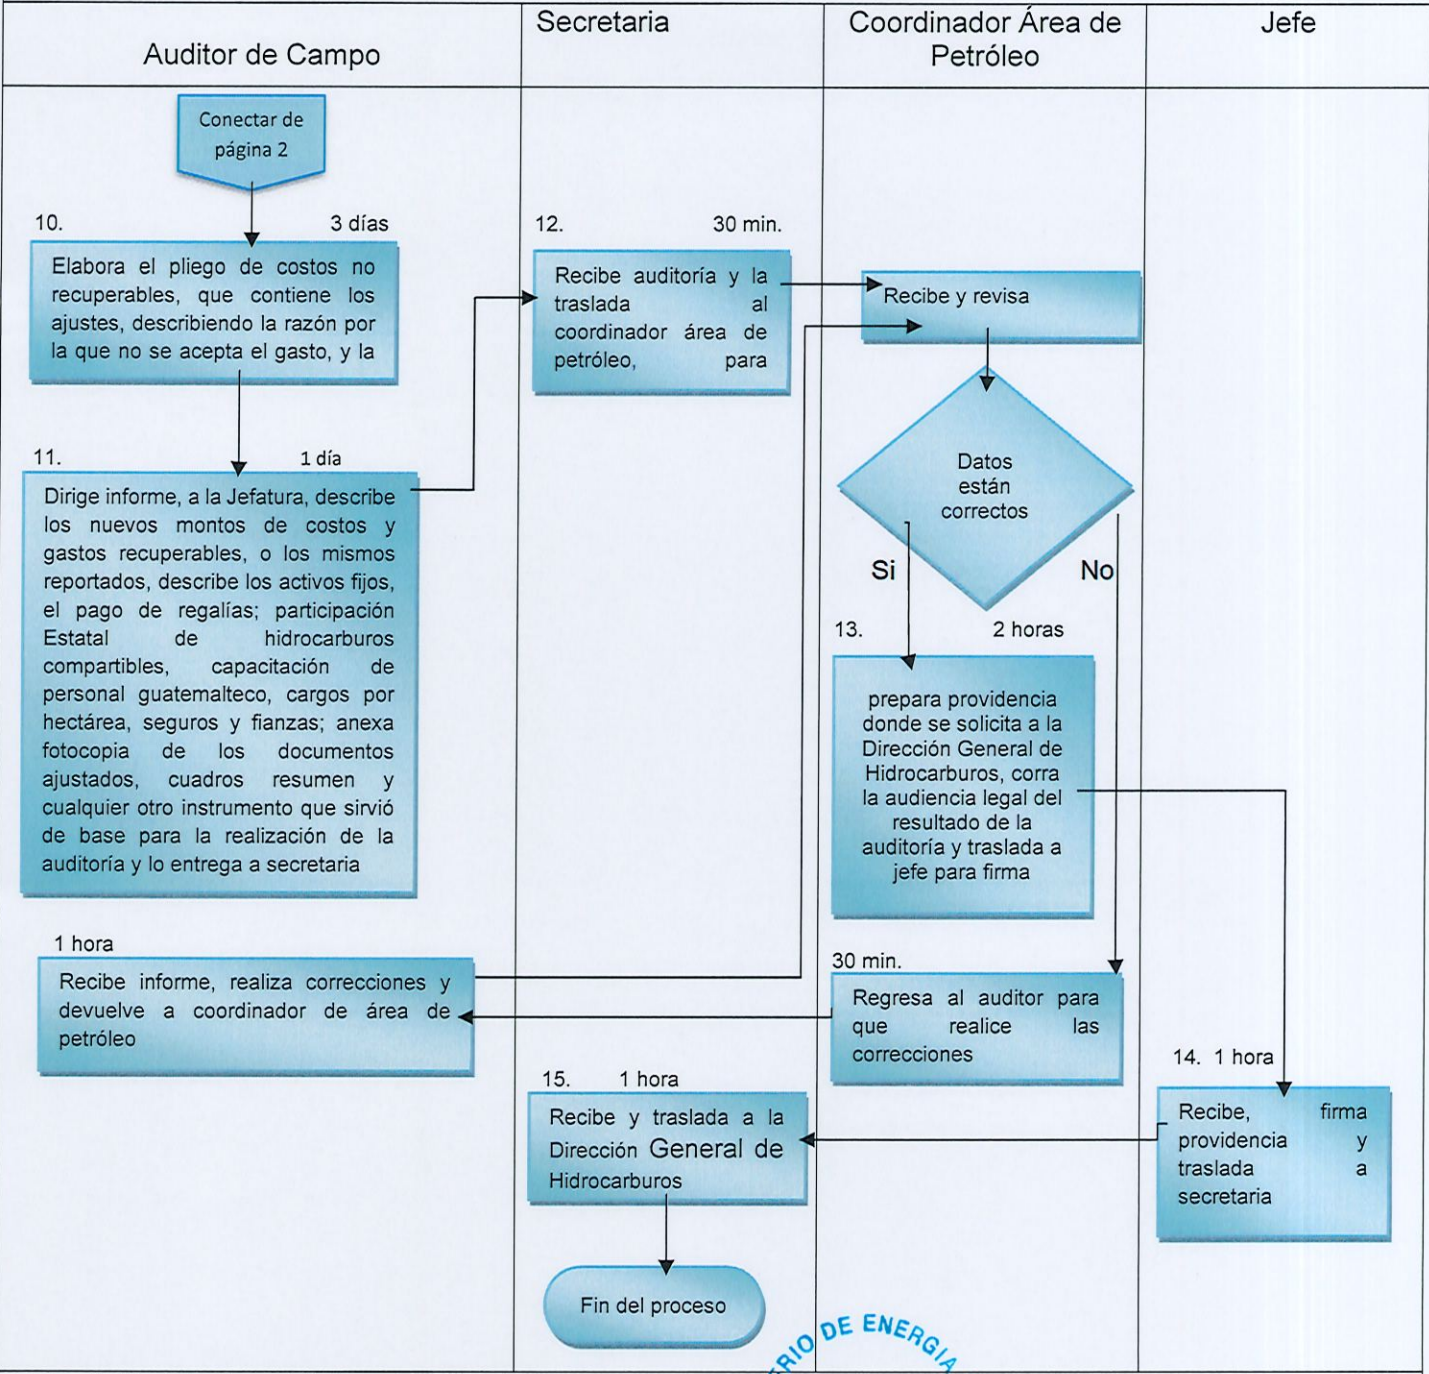 Auditor de Campo
Secretaria
Coordinador Área de
Petróleo
Jefe
Conectar de
página 2
10. 3 días
Elabora el pliego de costos no
recuperables, que contiene los
ajustes, describiendo la razón por
la que no se acepta el gasto, y la
11. 1 día
Dirige informe, a la Jefatura, describe
los nuevos montos de costos y
gastos recuperables, o los mismos
reportados, describe los activos fijos,
el pago de regalías; participación
Estatal de hidrocarburos
compartibles, capacitación de
personal guatemalteco, cargos por
hectárea, seguros y fianzas; anexa
fotocopia de los documentos
ajustados, cuadros resumen y
cualquier otro instrumento que sirvió
de base para la realización de la
auditoría y lo entrega a secretaria
12. 30 min.
Recibe auditoría y la
traslada al
coordinador área de
petróleo, para
Recibe y revisa
Datos
están
correctos
Si
No
13. 2 horas
prepara providencia
donde se solicita a la
Dirección General de
Hidrocarburos, corra
la audiencia legal del
resultado de la
auditoría y traslada a
jefe para firma
30 min.
Regresa al auditor para
que realice las
correcciones
1 hora
Recibe informe, realiza correcciones y
devuelve a coordinador de área de
petróleo
14. 1 hora
Recibe, firma
providencia y
traslada a
secretaria
15. 1 hora
Recibe y traslada a la
Dirección General de
Hidrocarburos
Fin del proceso
RIO DE ENERGIA